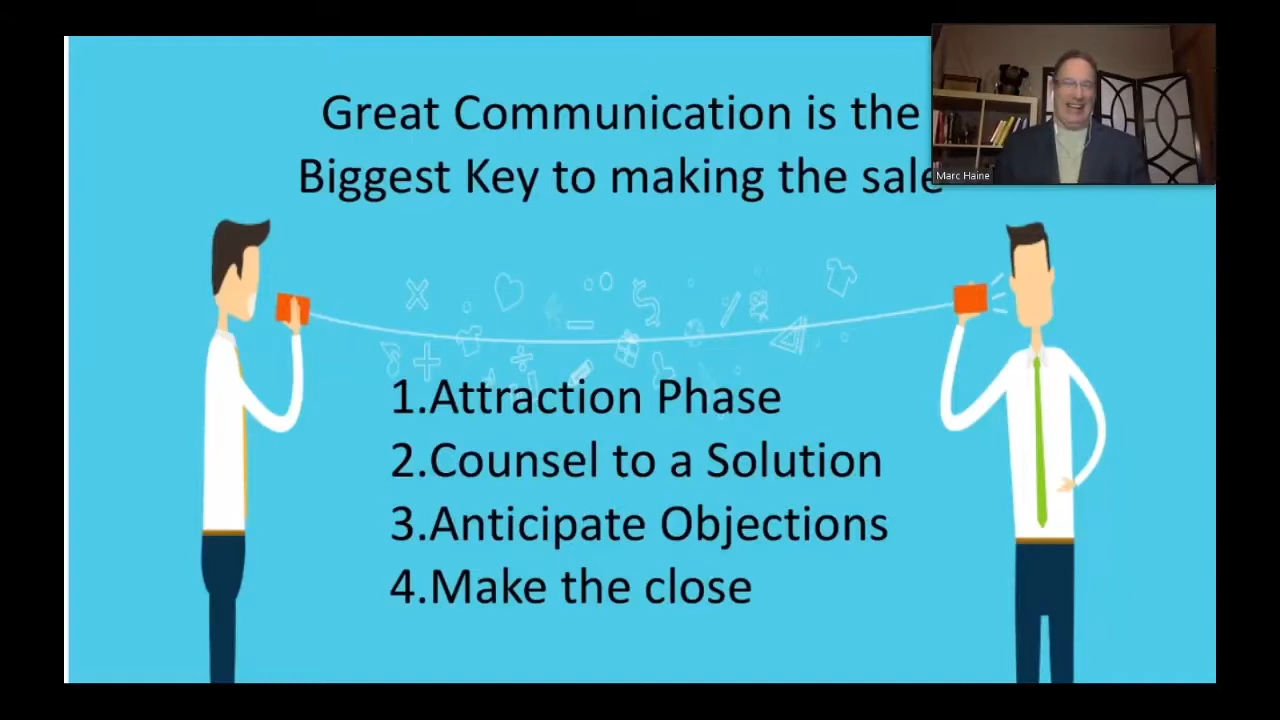 Great Communication is the
Biggest Key to making the sale
Marc Haine
1.Attraction Phase
2.Counsel to a Solution
3.Anticipate Objections
4.Make the close